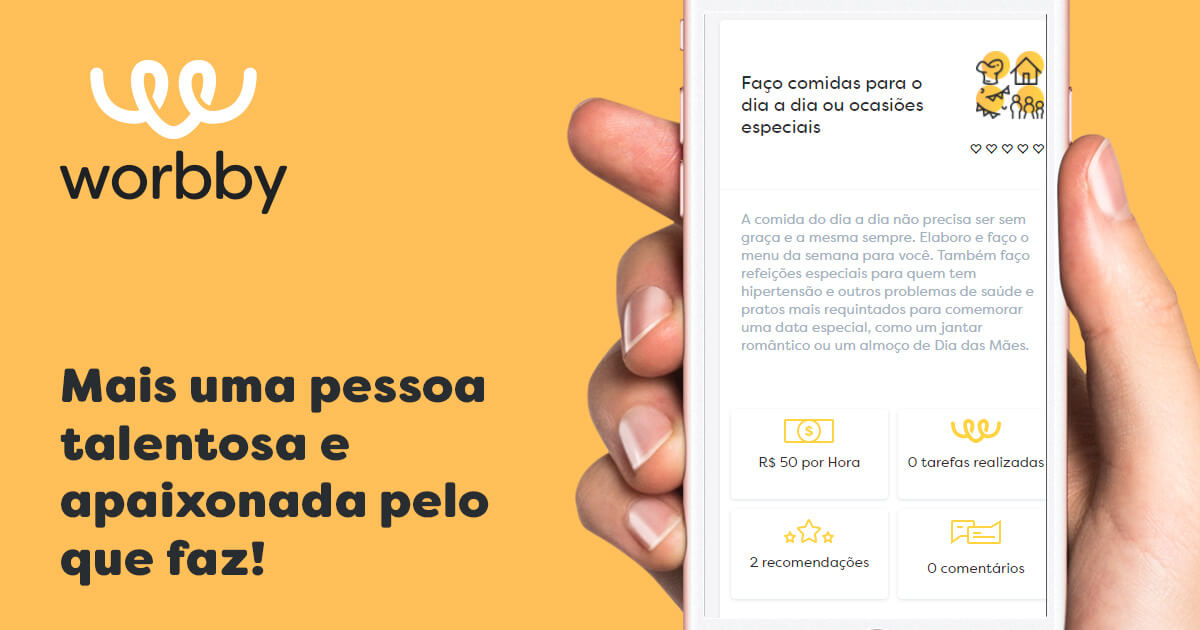 worbby
Mais uma pessoa
talentosa e
apaixonada pelo
que faz!
Faço comidas para o
dia a dia ou ocasiões
especiais
A comida do dia a dia não precisa ser sem
graça e a mesma sempre. Elaboro e faço o
menu da semana para você. Também faço
refeições especiais para quem tem
hipertensão e outros problemas de saúde e
pratos mais requintados para comemorar
uma data especial, como um jantar
romântico ou um almoço de Dia das Mães.
$
R$ 50 por Hora
0 tarefas realizadas
2 recomendações
0 comentários